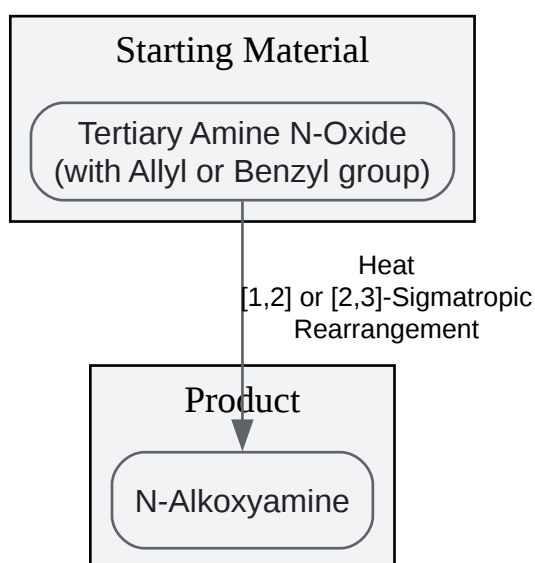 Starting Material
Tertiary Amine N-Oxide
(with Allyl or Benzyl group)
Heat
[1,2] or [2,3]-Sigmatropic
Rearrangement
Product
N-Alkoxyamine